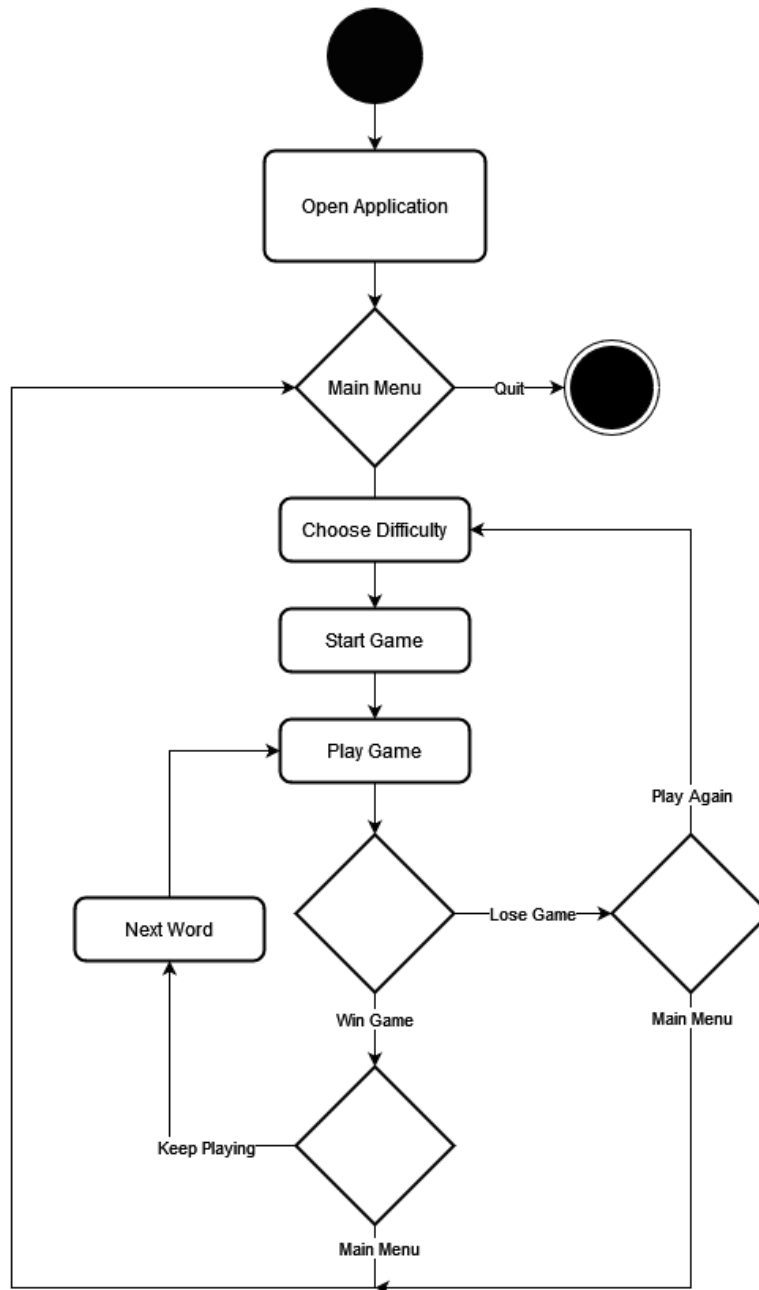 Open Application
Main Menu
Quit
Choose Difficulty
Start Game
Play Game
Play Again
Next Word
Lose Game
Win Game
Main Menu
Keep Playing
Main Menu